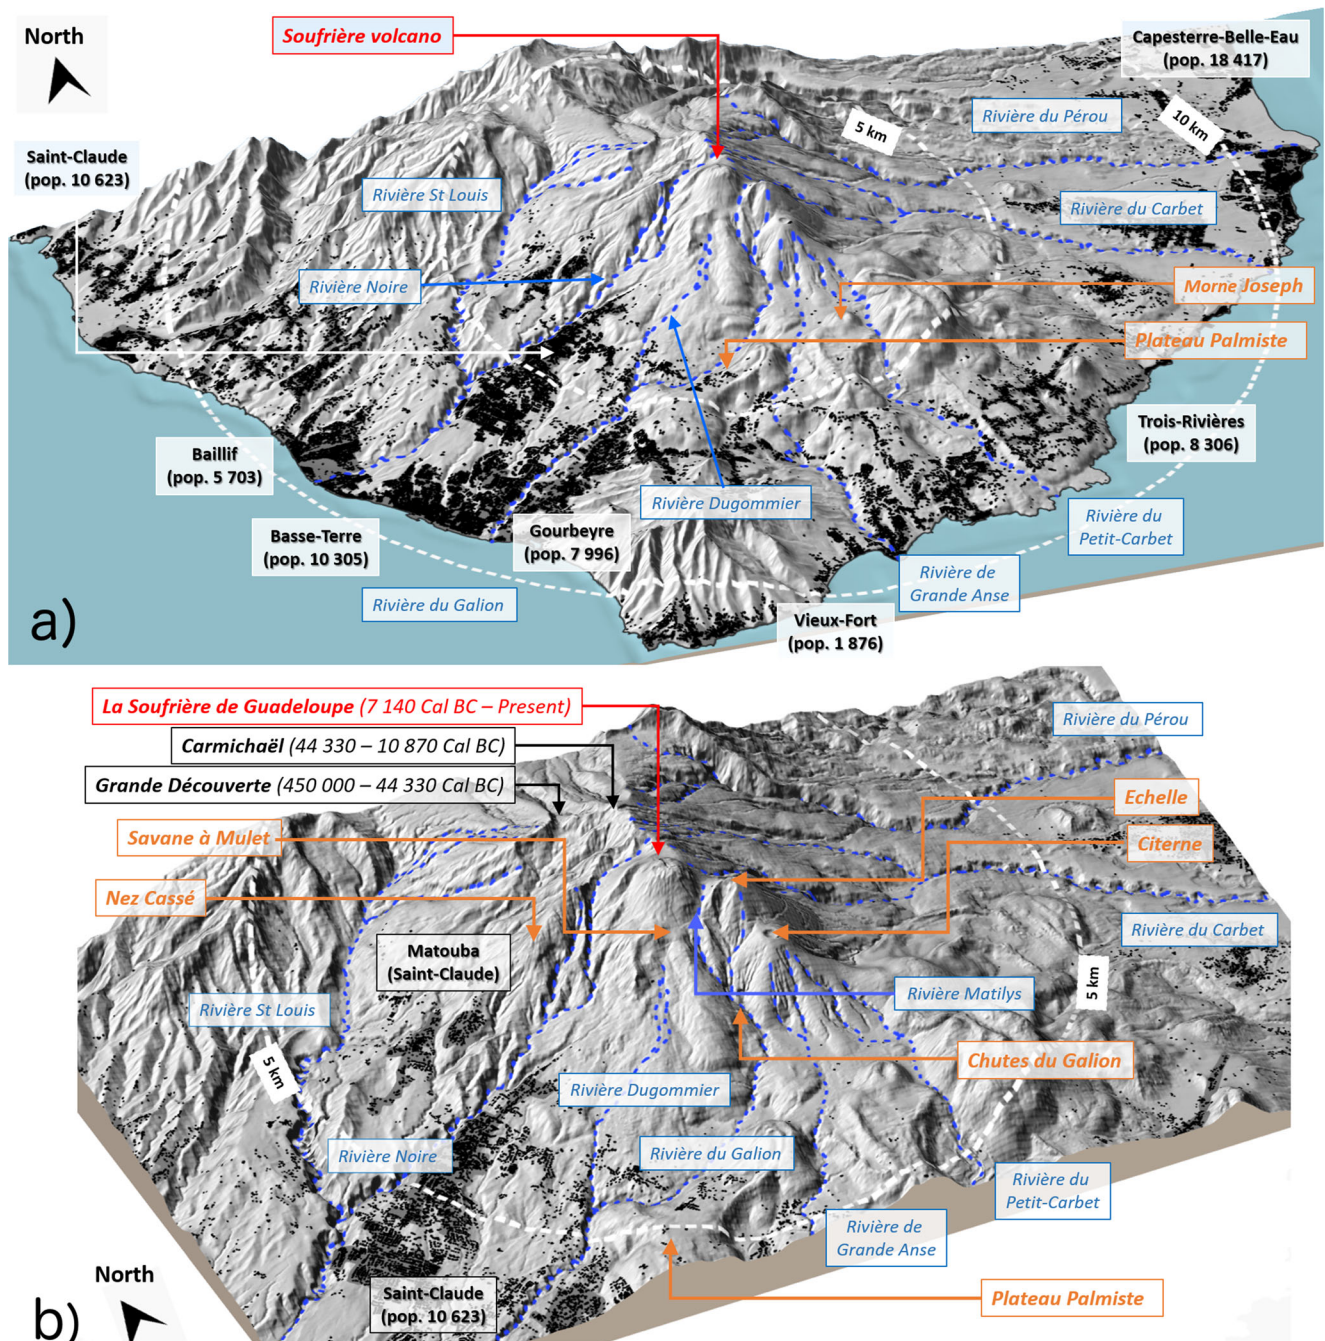 North
Soufrière volcano
Capesterre-Belle-Eau
(pop. 18 417)
Rivière du Pérou
5 km
10 km
Saint-Claude
(pop. 10 623)
Rivière St Louis
Rivière du Carbet
Rivière Noire
Morne Joseph
Plateau Palmiste
Trois-Rivières
(pop. 8 306)
Baillif
(pop. 5 703)
Rivière Dugommier
Rivière du
Petit-Carbet
Basse-Terre
(pop. 10 305)
Gourbeyre
(pop. 7 996)
Rivière de
Grande Anse
Rivière du Galion
Vieux-Fort
(pop. 1 876)
a)
La Soufrière de Guadeloupe (7 140 Cal BC – Present)
Rivière du Pérou
Carmichaël (44 330 – 10 870 Cal BC)
Grande Découverte (450 000 – 44 330 Cal BC)
Echelle
Savane à Mulet
Citerne
Nez Cassé
Rivière du Carbet
Matouba
(Saint-Claude)
5 km
Rivière Matilys
Rivière St Louis
5 km
Chutes du Galion
Rivière Dugommier
Rivière Noire
Rivière du Galion
Rivière du
Petit-Carbet
Rivière de
Grande Anse
North
Saint-Claude
(pop. 10 623)
Plateau Palmiste
b)